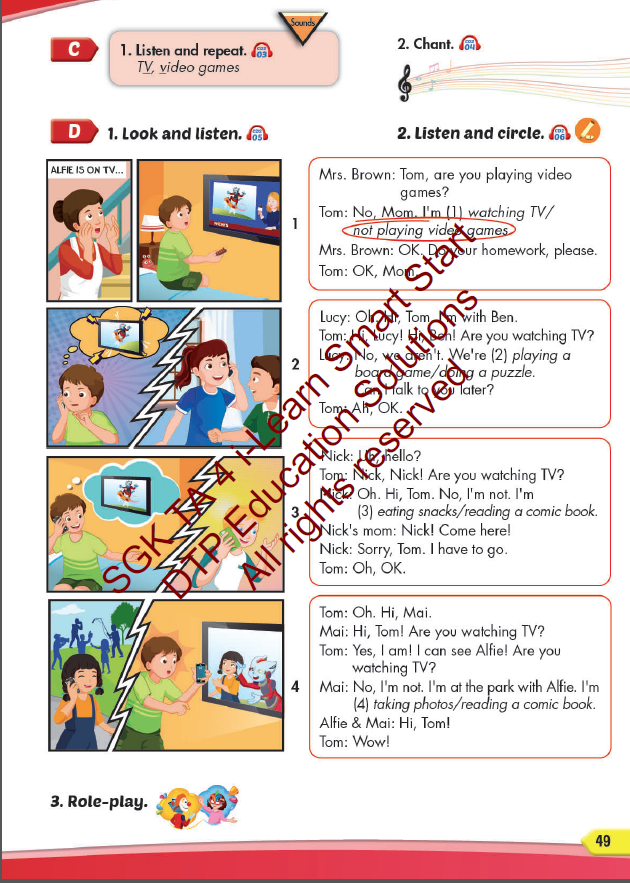 Sounds
C
1. Listen and repeat. CD2 03
TV, video games
2. Chant. CD2 04
D
1. Look and listen. CD2 05
2. Listen and circle. CD2 06
ALFIE IS ON TV...
1
Mrs. Brown: Tom, are you playing video
games?
Tom: No, Mom. I'm (1) watching TV/
not playing video games.
Mrs. Brown: OK. Do your homework, please.
Tom: OK, Mom.
2
Lucy: Oh, Hi, Tom. I'm with Ben.
Tom: Hi, Lucy! Hi, Ben! Are you watching TV?
Lucy: No, we aren't. We're (2) playing a
board game/doing a puzzle.
Can I talk to you later?
Tom: Ah, OK.
3
Nick: Uh, hello?
Tom: Nick, Nick! Are you watching TV?
Nick: Oh. Hi, Tom. No, I'm not. I'm
(3) eating snacks/reading a comic book.
Nick's mom: Nick! Come here!
Nick: Sorry, Tom. I have to go.
Tom: Oh, OK.
4
Tom: Oh. Hi, Mai.
Mai: Hi, Tom! Are you watching TV?
Tom: Yes, I am! I can see Alfie! Are you
watching TV?
Mai: No, I'm not. I'm at the park with Alfie. I'm
(4) taking photos/reading a comic book.
Alfie & Mai: Hi, Tom!
Tom: Wow!
3. Role-play.
49
SGK TA 4 i-Learn Smart Start
DTP Education Solutions
All rights reserved